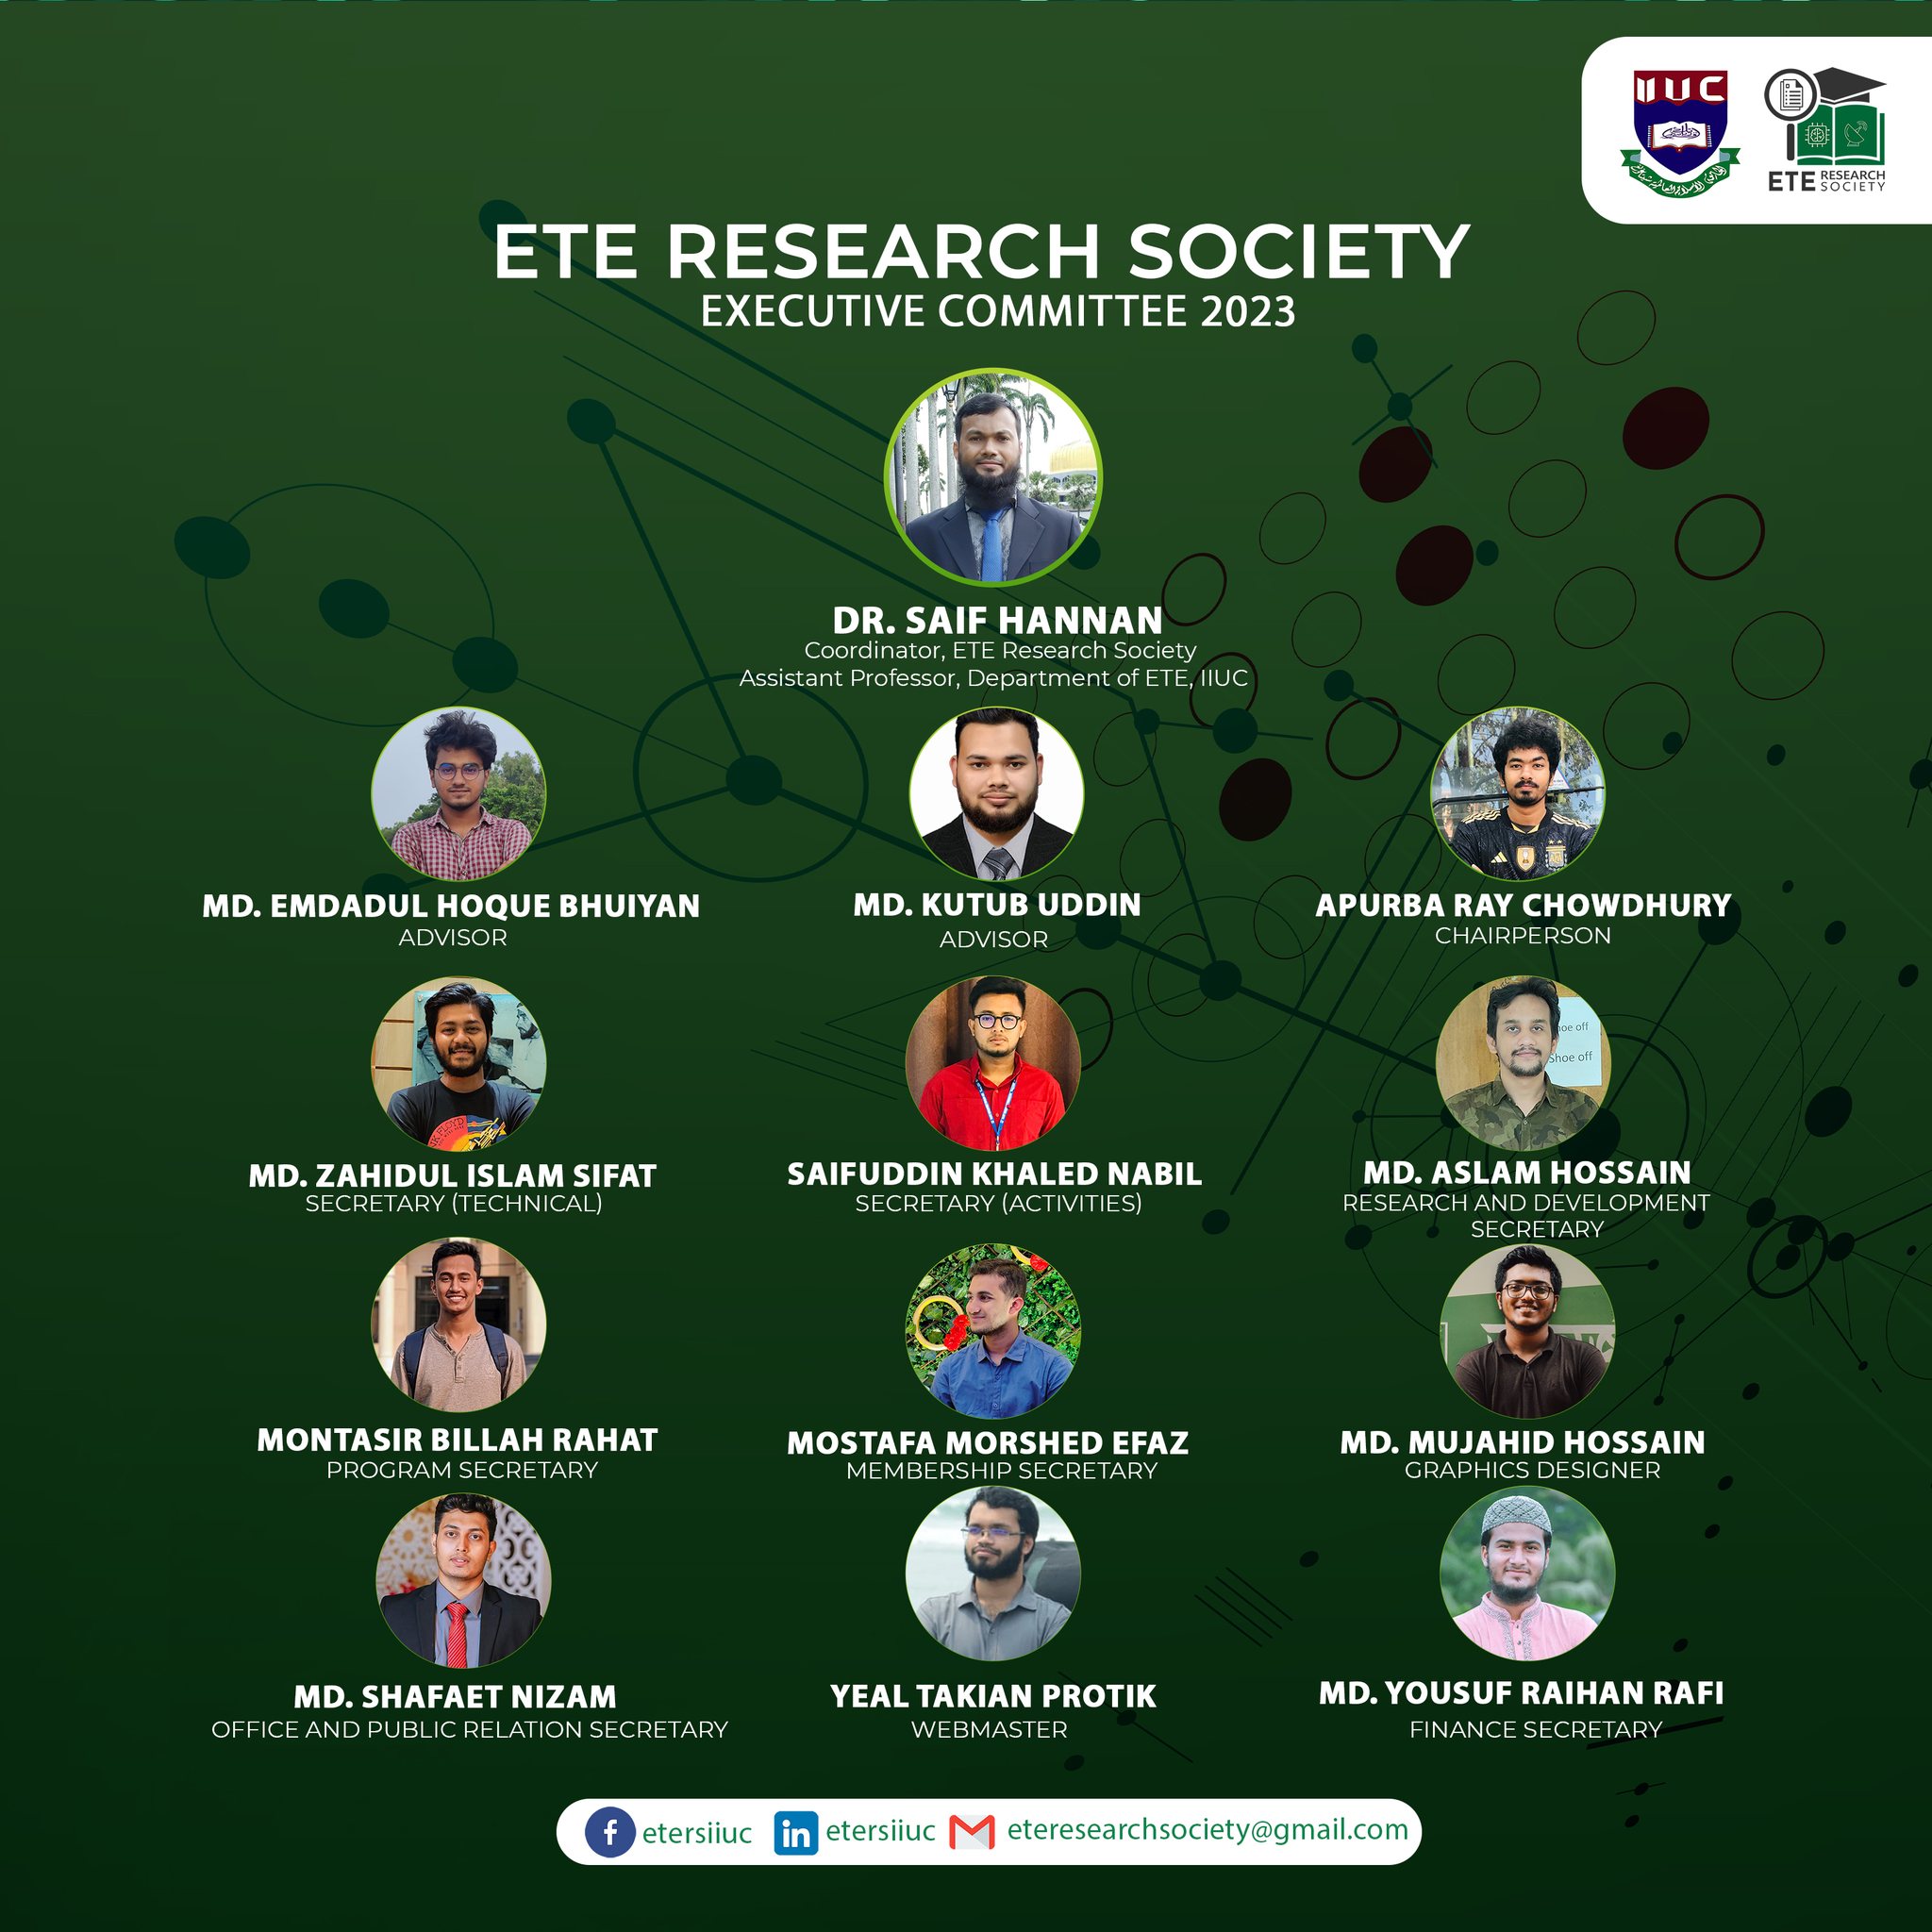 IIUC
ETE RESEARCH
SOCIETY
ETE RESEARCH SOCIETY
EXECUTIVE COMMITTEE 2023
DR. SAIF HANNAN
Coordinator, ETE Research Society
Assistant Professor, Department of ETE, IIUC
MD. EMDADUL HOQUE BHUIYAN
ADVISOR
MD. KUTUB UDDIN
ADVISOR
APURBA RAY CHOWDHURY
CHAIRPERSON
Shoe off
MD. ZAHIDUL ISLAM SIFAT
SECRETARY (TECHNICAL)
SAIFUDDIN KHALED NABIL
SECRETARY (ACTIVITIES)
MD. ASLAM HOSSAIN
RESEARCH AND DEVELOPMENT
SECRETARY
MONTASIR BILLAH RAHAT
PROGRAM SECRETARY
MOSTAFA MORSHED EFAZ
MEMBERSHIP SECRETARY
MD. MUJAHID HOSSAIN
GRAPHICS DESIGNER
MD. SHAFAET NIZAM
OFFICE AND PUBLIC RELATION SECRETARY
YEAL TAKIAN PROTIK
WEBMASTER
MD. YOUSUF RAIHAN RAFI
FINANCE SECRETARY
etersiiuc
etersiiuc
eteresearchsociety@gmail.com